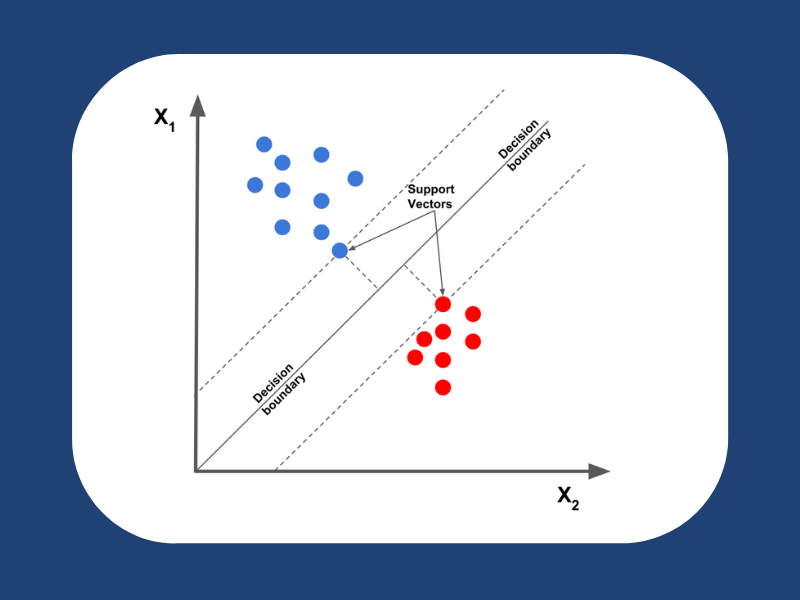 X1
Decision
boundary
Support
Vectors
Decision
boundary
X2